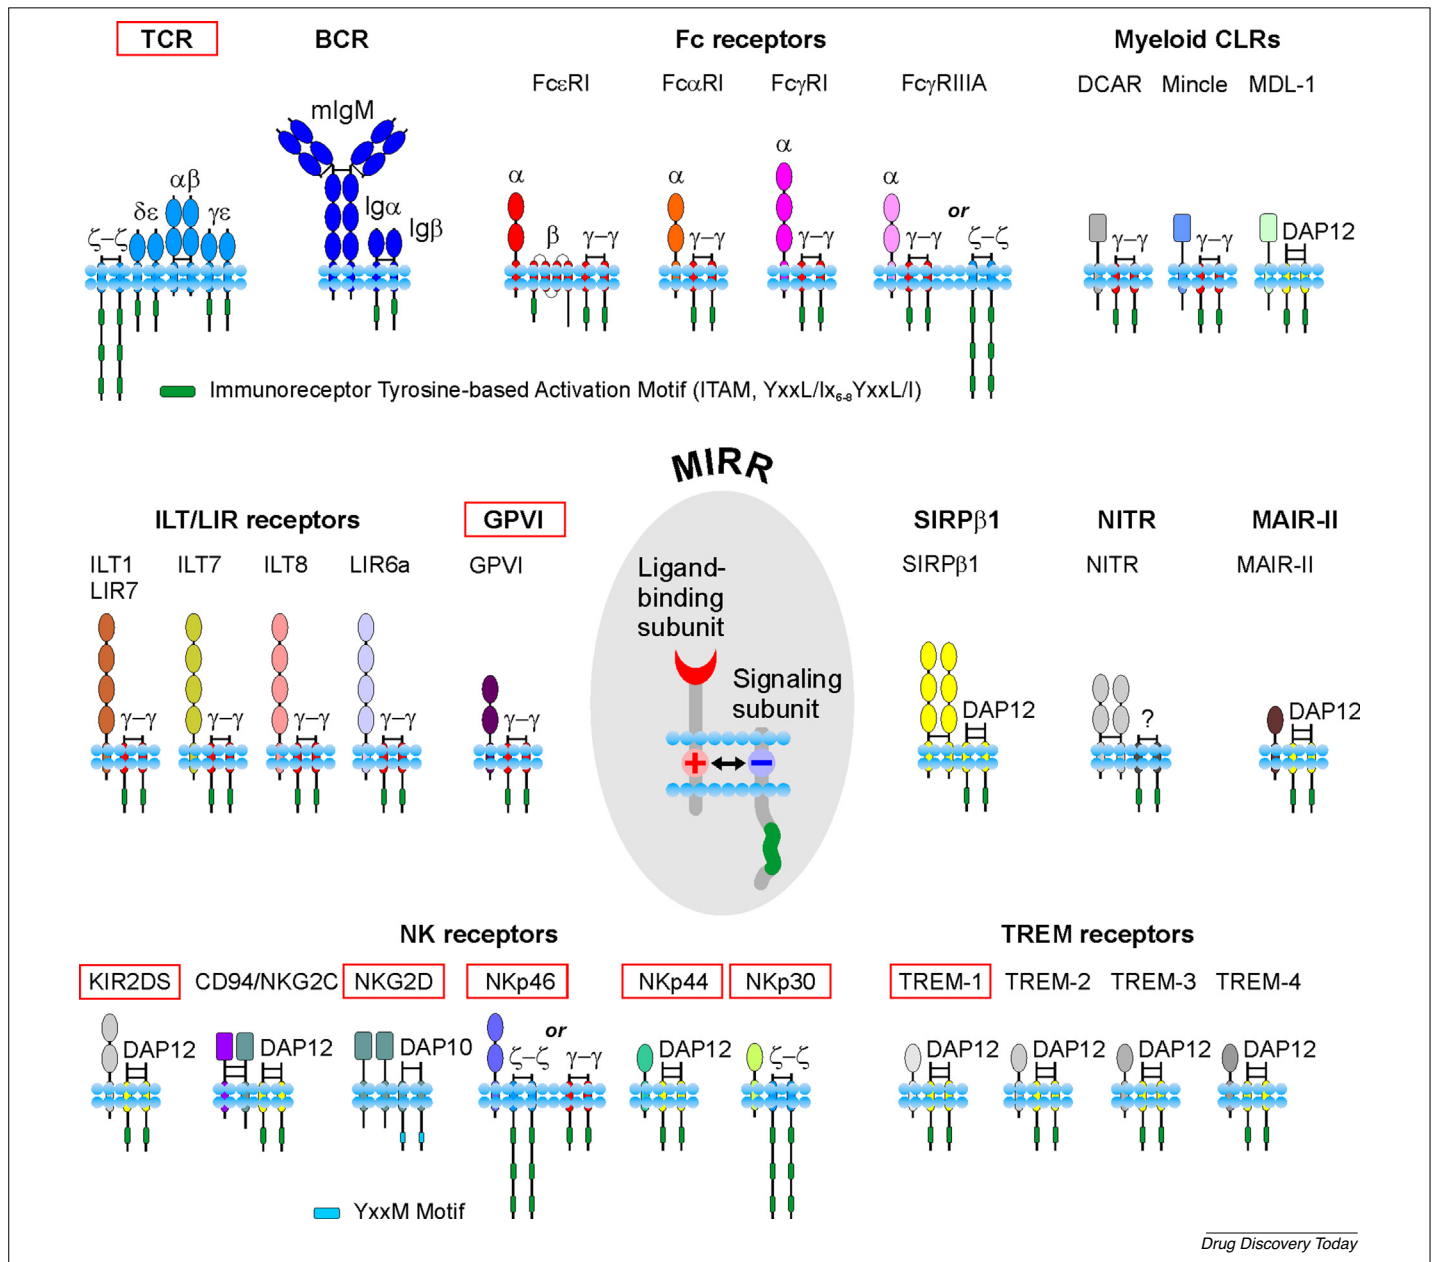 TCR BCR Fc receptors Myeloid CLRs
FcεRI FcαRI FcγRI FcγRIIIA DCAR Mincle MDL-1
mIgM
α α α α
αβ
δε γε
ζ–ζ
Igα
Igβ
β γ–γ γ–γ γ–γ γ–γ or ζ–ζ
γ–γ γ–γ DAP12
Immunoreceptor Tyrosine-based Activation Motif (ITAM, YxxL/Ix6-8YxxL/I)
MIRR
ILT/LIR receptors GPVI SIRPβ1 NITR MAIR-II
ILT1 ILT7 ILT8 LIR6a GPVI SIRPβ1 NITR MAIR-II
LIR7
Ligand-
binding
subunit
Signaling
subunit
γ–γ γ–γ γ–γ γ–γ γ–γ DAP12 ? DAP12
+ –
NK receptors TREM receptors
KIR2DS CD94/NKG2C NKG2D NKp46 NKp44 NKp30 TREM-1 TREM-2 TREM-3 TREM-4
DAP12 DAP12 DAP10 ζ–ζ or γ–γ DAP12 ζ–ζ DAP12 DAP12 DAP12 DAP12
YxxM Motif
Drug Discovery Today